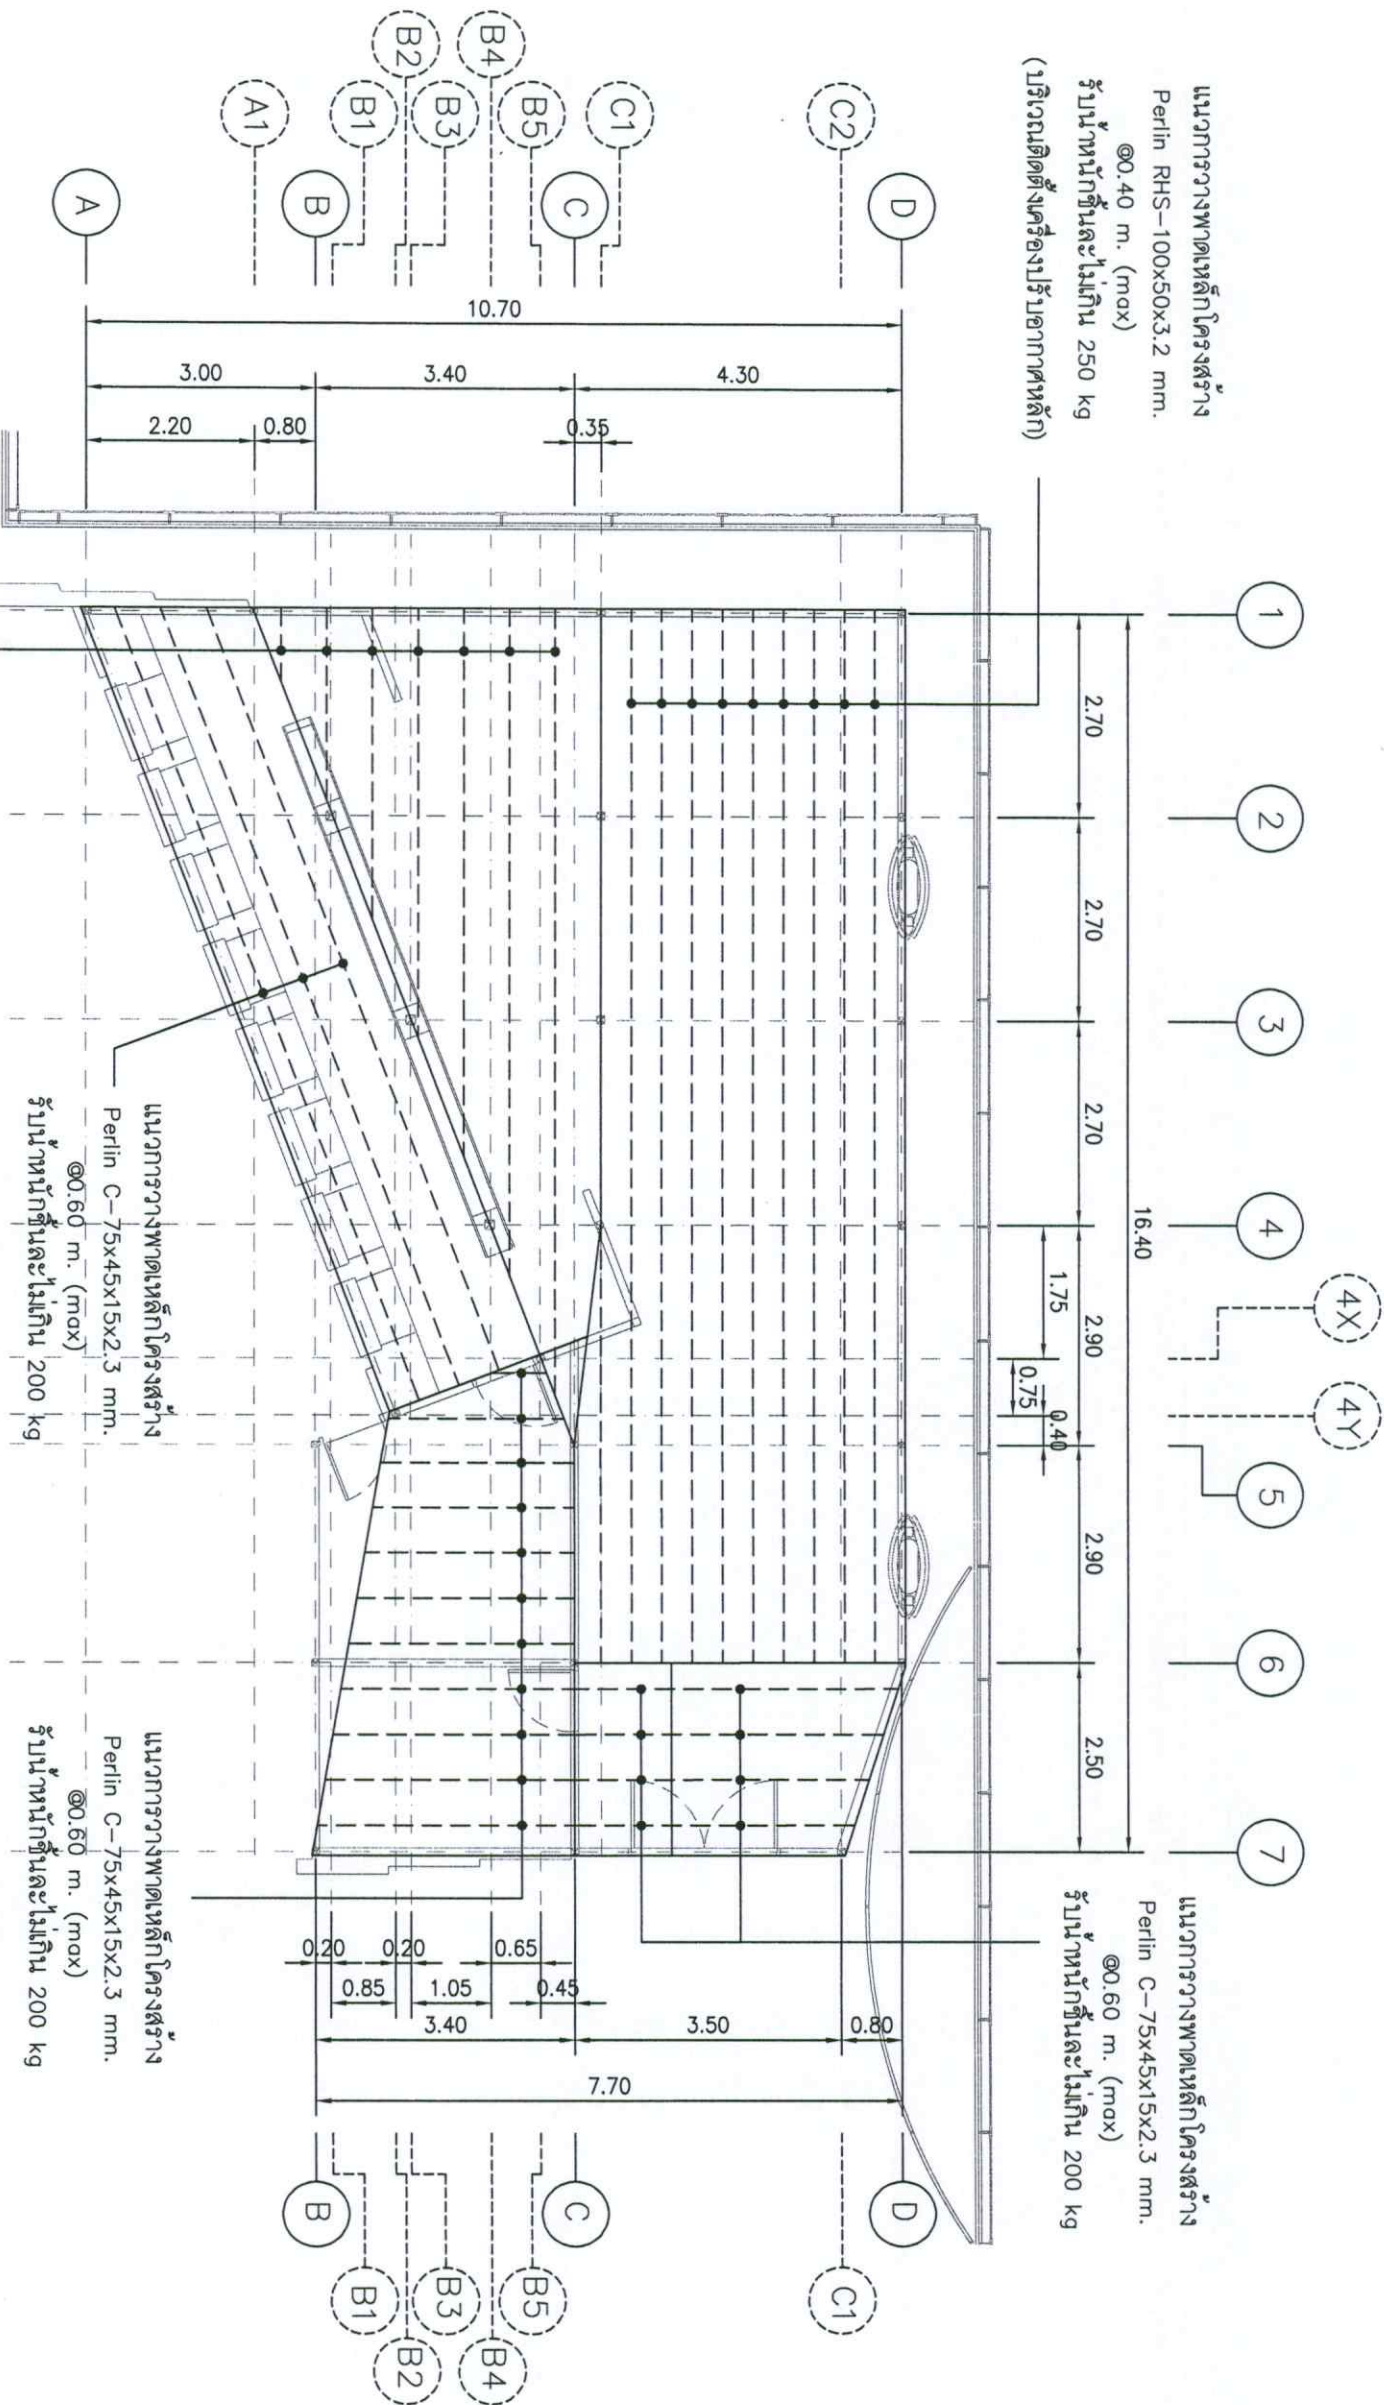 แนวการวางพาดเหล็กโครงสร้าง
Perlin RHS-100x50x3.2 mm.
@0.40 m. (max)
รับน้ำหนักชิ้นละไม่เกิน 250 kg
(บริเวณติดตั้งเครื่องปรับอากาศหลัก)
1
2
3
4
4X
4Y
5
6
7
16.40
2.70
2.70
2.70
2.90
2.90
2.50
1.75
0.75
0.40
D
C2
C1
C
B5
B4
B3
B2
B1
B
A1
A
10.70
4.30
3.40
3.00
0.35
0.80
2.20
แนวการวางพาดเหล็กโครงสร้าง
Perlin C-75x45x15x2.3 mm.
@0.60 m. (max)
รับน้ำหนักชิ้นละไม่เกิน 200 kg
แนวการวางพาดเหล็กโครงสร้าง
Perlin C-75x45x15x2.3 mm.
@0.60 m. (max)
รับน้ำหนักชิ้นละไม่เกิน 200 kg
แนวการวางพาดเหล็กโครงสร้าง
Perlin C-75x45x15x2.3 mm.
@0.60 m. (max)
รับน้ำหนักชิ้นละไม่เกิน 200 kg
0.80
3.50
3.40
7.70
0.45
0.65
1.05
0.20
0.85
0.20
D
C1
C
B5
B4
B3
B2
B1
B